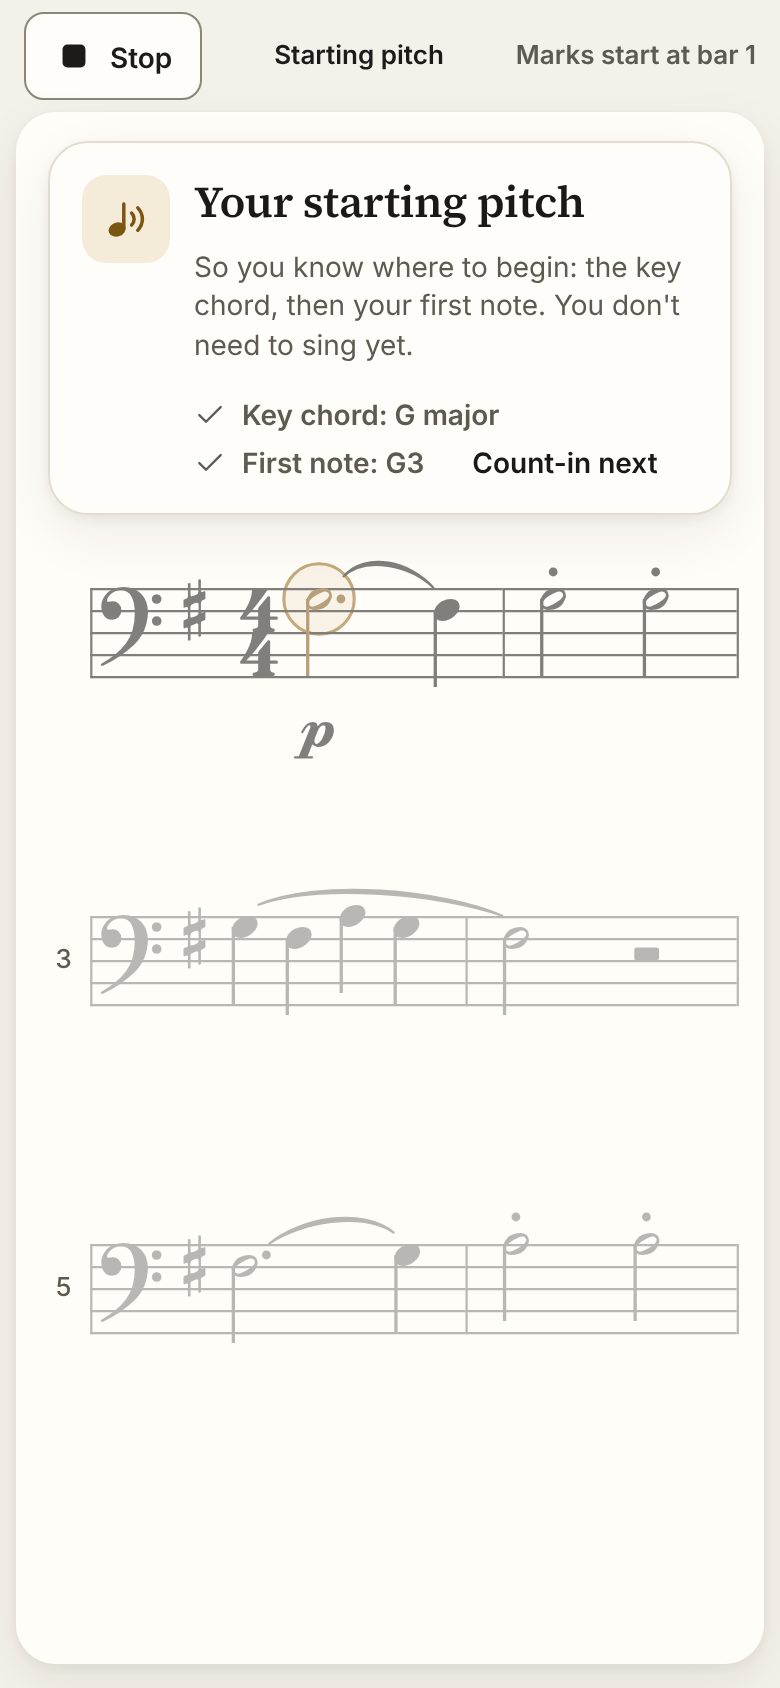 Stop
Starting pitch
Marks start at bar 1
Your starting pitch
So you know where to begin: the key
chord, then your first note. You don't
need to sing yet.
Key chord: G major
First note: G3
Count-in next
4
4
p
3
5